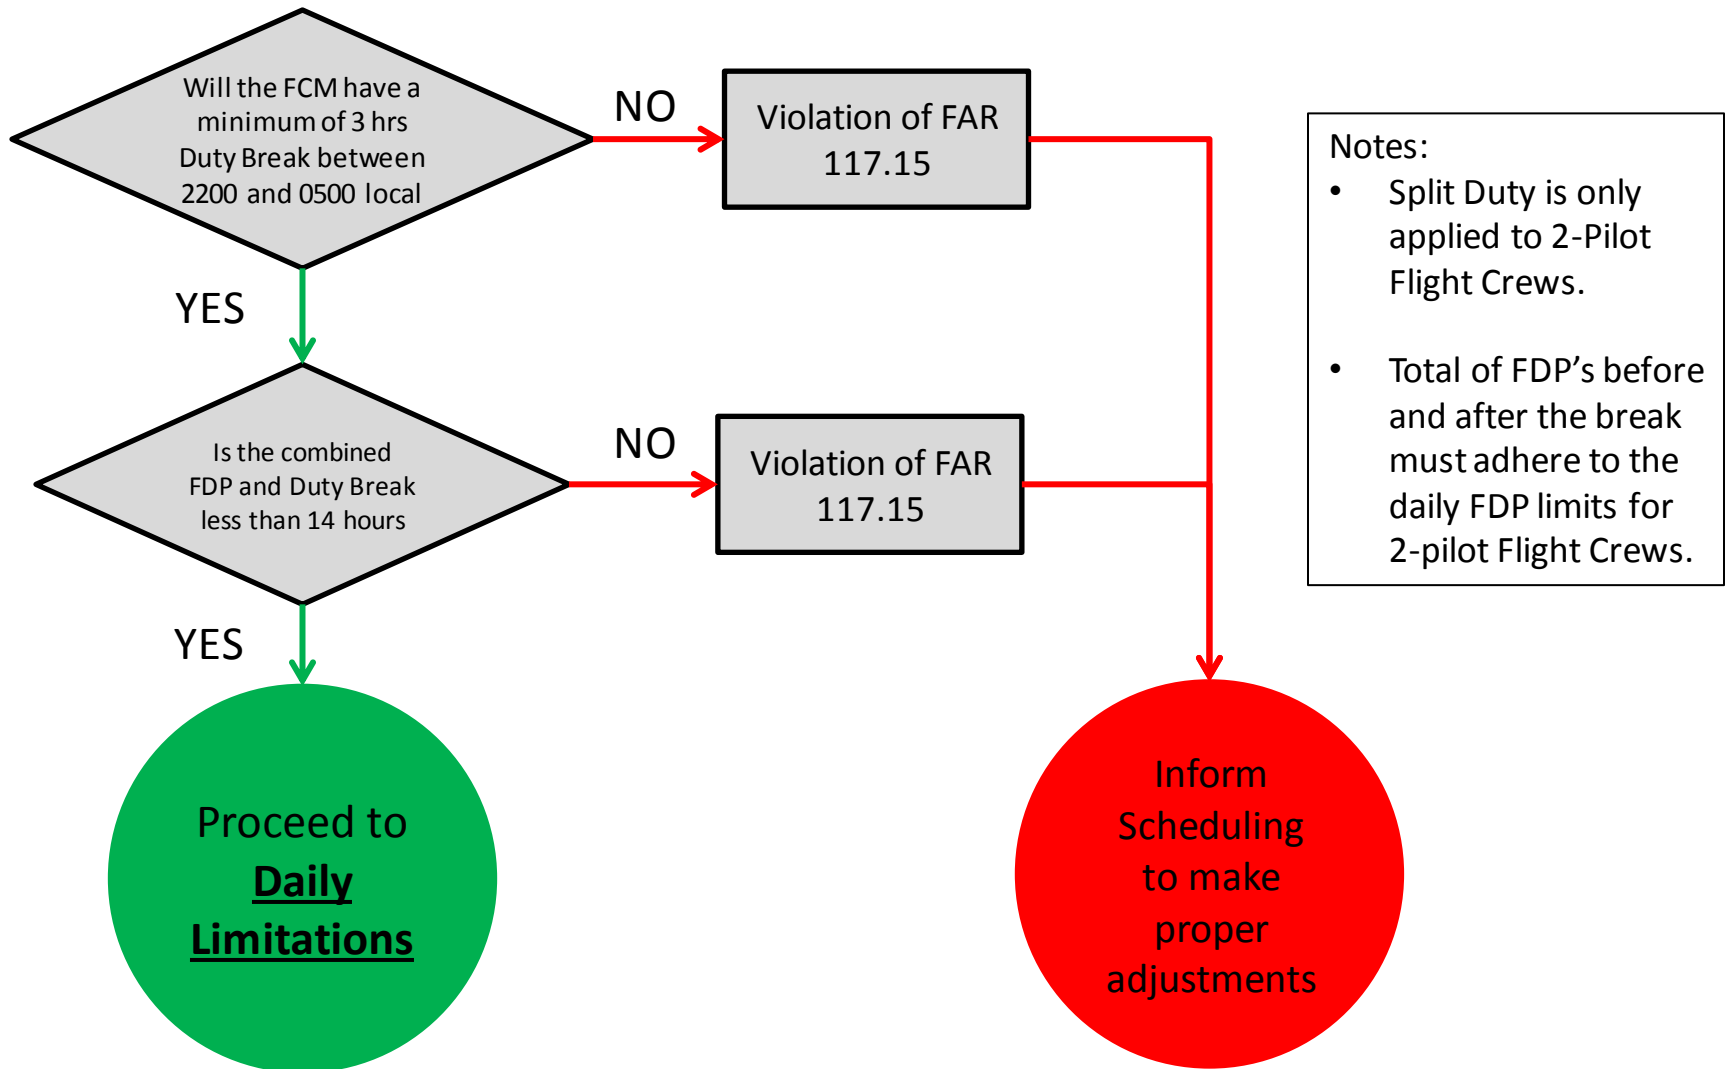 Will the FCM have a
minimum of 3 hrs
Duty Break between
2200 and 0500 local
NO
Violation of FAR
117.15
YES
Is the combined
FDP and Duty Break
less than 14 hours
NO
Violation of FAR
117.15
YES
Proceed to
Daily
Limitations
Inform
Scheduling
to make
proper
adjustments
Notes:
• Split Duty is only
applied to 2-Pilot
Flight Crews.
• Total of FDP's before
and after the break
must adhere to the
daily FDP limits for
2-pilot Flight Crews.